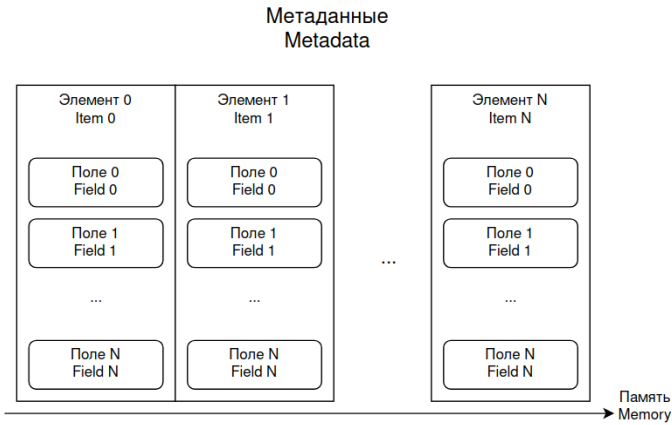 Метаданные
Metadata
Элемент 0
Item 0
Поле 0
Field 0
Поле 1
Field 1
...
Поле N
Field N
Элемент 1
Item 1
Поле 0
Field 0
Поле 1
Field 1
...
Поле N
Field N
...
Элемент N
Item N
Поле 0
Field 0
Поле 1
Field 1
...
Поле N
Field N
Память
Memory